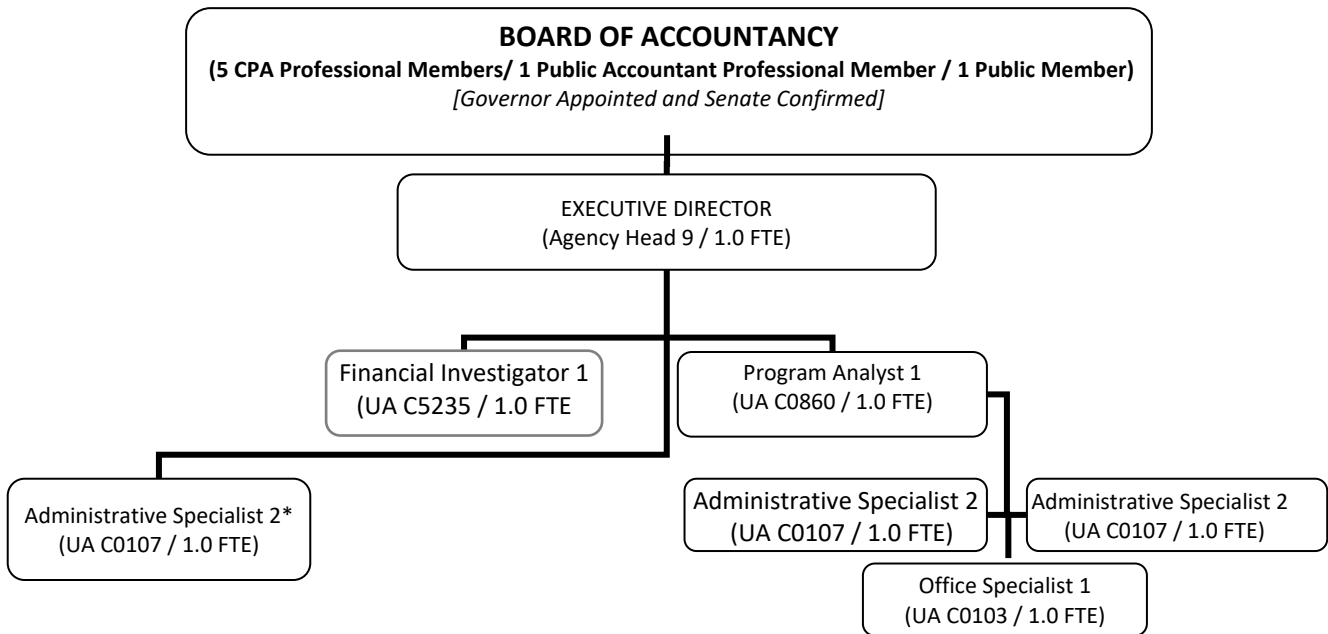 BOARD OF ACCOUNTANCY
(5 CPA Professional Members/ 1 Public Accountant Professional Member / 1 Public Member)
[Governor Appointed and Senate Confirmed]
EXECUTIVE DIRECTOR
(Agency Head 9 / 1.0 FTE)
Financial Investigator 1
(UA C5235 / 1.0 FTE
Program Analyst 1
(UA C0860 / 1.0 FTE)
Administrative Specialist 2*
(UA C0107 / 1.0 FTE)
Administrative Specialist 2
(UA C0107 / 1.0 FTE)
Administrative Specialist 2
(UA C0107 / 1.0 FTE)
Office Specialist 1
(UA C0103 / 1.0 FTE)